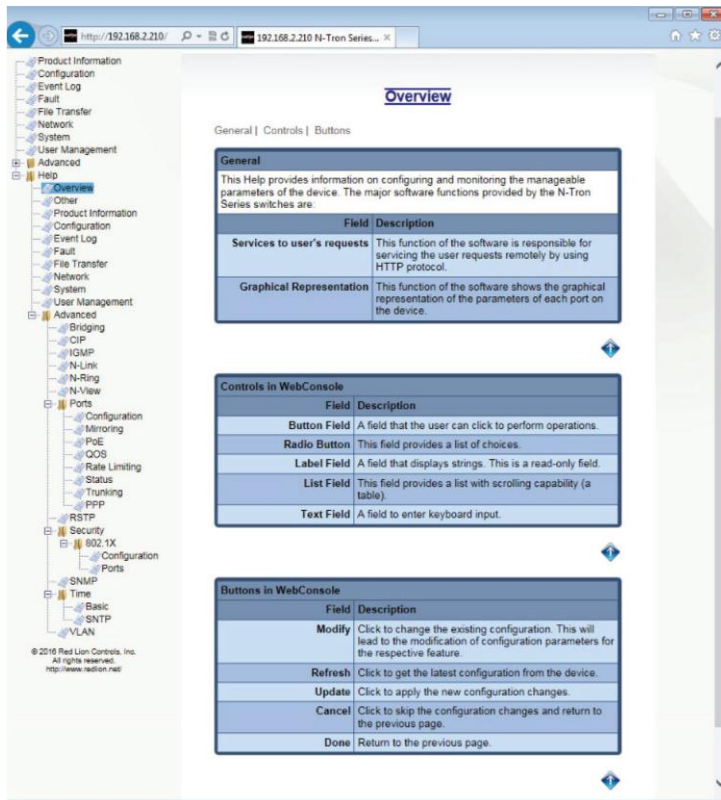 http://192.168.2.210/
192.168.2.210 N-Tron Series...
Product Information
Configuration
Event Log
Fault
File Transfer
Network
System
User Management
Advanced
Help
Overview
Other
Product Information
Configuration
Event Log
Fault
File Transfer
Network
System
User Management
Advanced
Bridging
CIP
IGMP
N-Link
N-Ring
N-View
Ports
Configuration
Mirroring
PoE
QOS
Rate Limiting
Status
Trunking
PPP
RSTP
Security
802.1X
Configuration
Ports
SNMP
Time
Basic
SNTP
VLAN
© 2016 Red Lion Controls, Inc.
All rights reserved.
http://www.redlion.net/
Overview
General | Controls | Buttons
General
This Help provides information on configuring and monitoring the manageable
parameters of the device. The major software functions provided by the N-Tron
Series switches are:
Field Description
Services to user's requests This function of the software is responsible for
servicing the user requests remotely by using
HTTP protocol.
Graphical Representation This function of the software shows the graphical
representation of the parameters of each port on
the device.
Controls in WebConsole
Field Description
Button Field A field that the user can click to perform operations.
Radio Button This field provides a list of choices.
Label Field A field that displays strings. This is a read-only field.
List Field This field provides a list with scrolling capability (a
table).
Text Field A field to enter keyboard input.
Buttons in WebConsole
Field Description
Modify Click to change the existing configuration. This will
lead to the modification of configuration parameters for
the respective feature.
Refresh Click to get the latest configuration from the device.
Update Click to apply the new configuration changes.
Cancel Click to skip the configuration changes and return to
the previous page.
Done Return to the previous page.